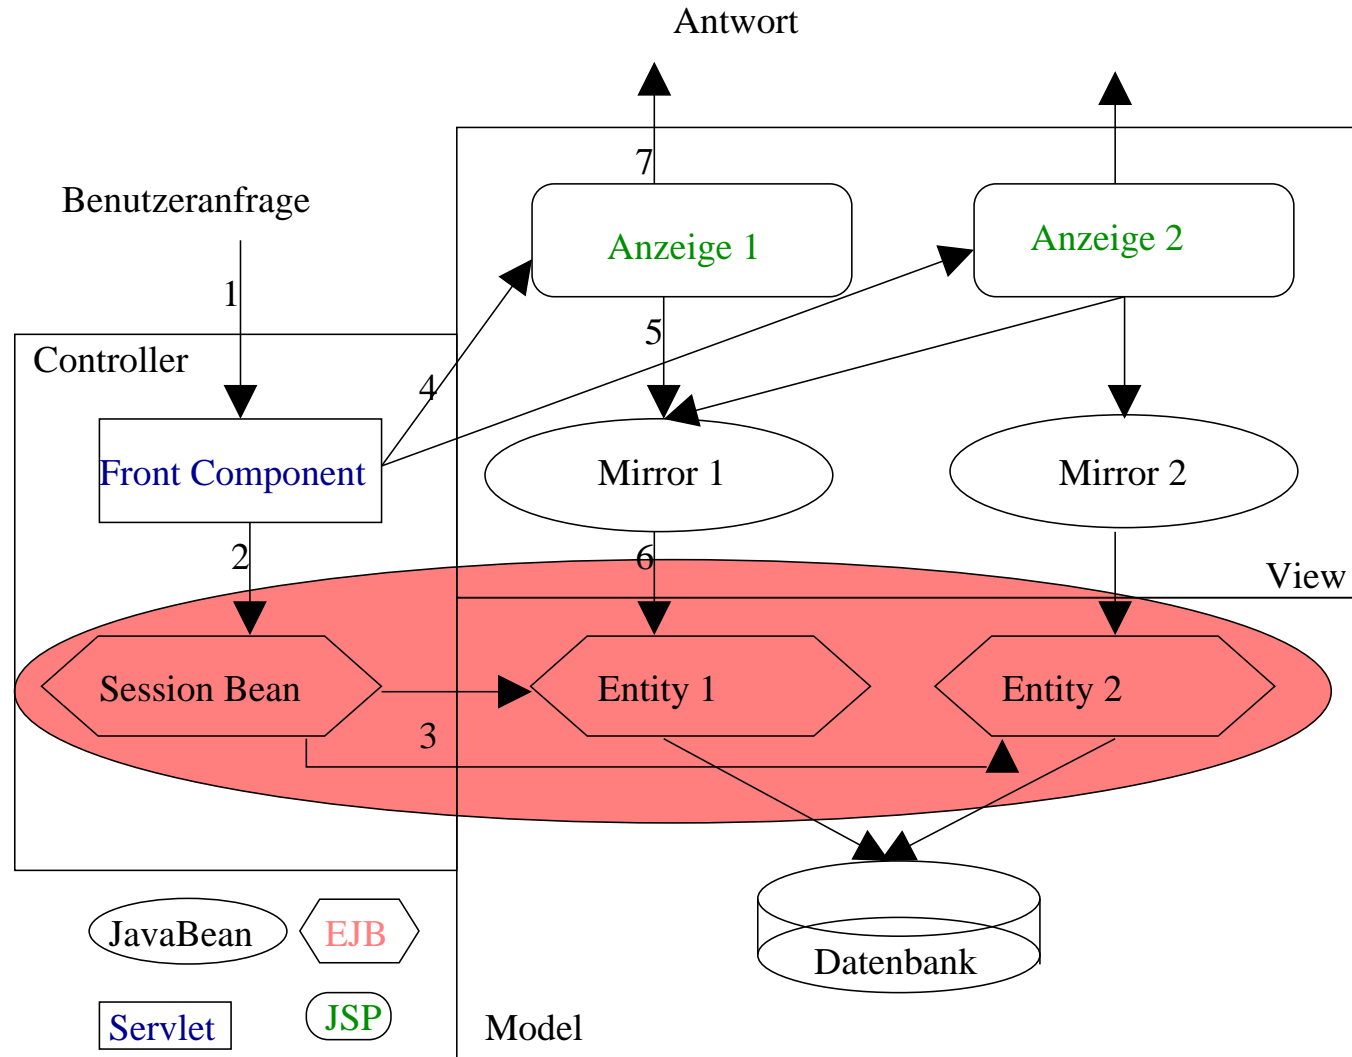 Antwort
7
Benutzeranfrage
Anzeige 1
Anzeige 2
1
5
Controller
4
Front Component
Mirror 1
Mirror 2
2
6
View
Session Bean
Entity 1
Entity 2
3
JavaBean
EJB
Datenbank
Servlet
JSP
Model